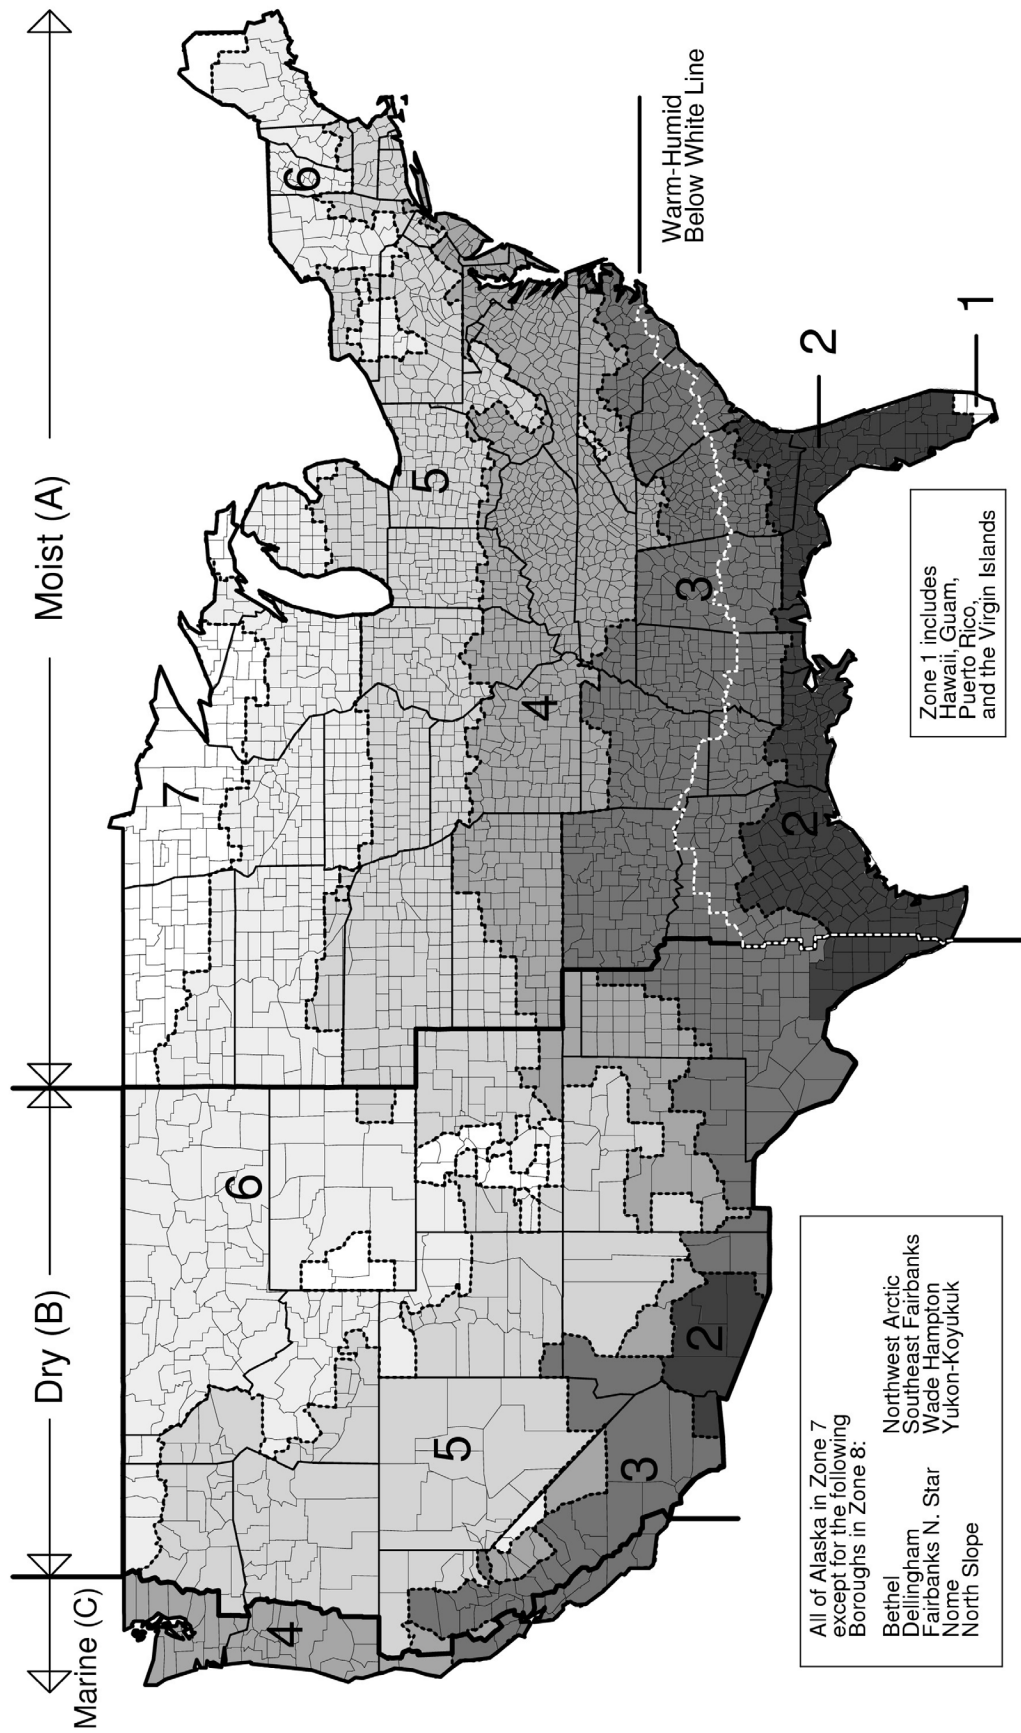 Marine (C)
Dry (B)
Moist (A)
7
6
6
5
5
4
4
3
3
2
2
2
1
Warm-Humid
Below White Line
All of Alaska in Zone 7
except for the following
Boroughs in Zone 8:
Bethel
Dellingham
Fairbanks N. Star
Nome
North Slope
Northwest Arctic
Southeast Fairbanks
Wade Hampton
Yukon-Koyukuk
Zone 1 includes
Hawaii, Guam,
Puerto Rico,
and the Virgin Islands